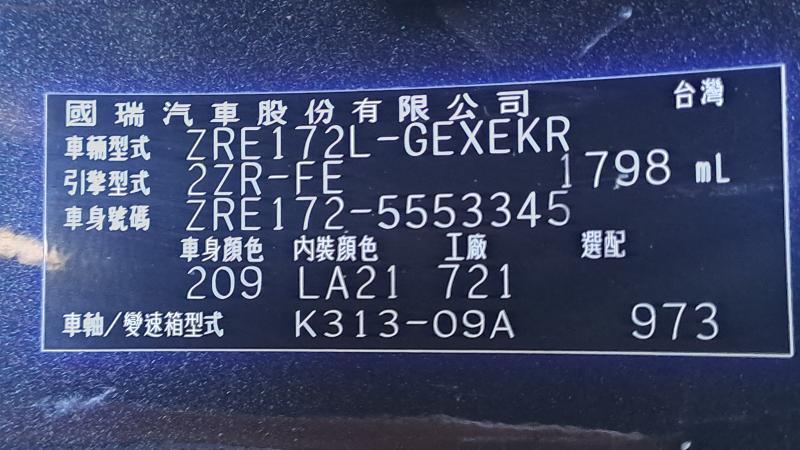 國瑞汽車股份有限公司 台灣
車輛型式 ZRE172L-GEXEKR
引擎型式 2ZR-FE 1798 mL
車身號碼 ZRE172-5553345
車身顏色 內裝顏色 工廠 選配
209 LA21 721
車軸/變速箱型式 K313-09A 973